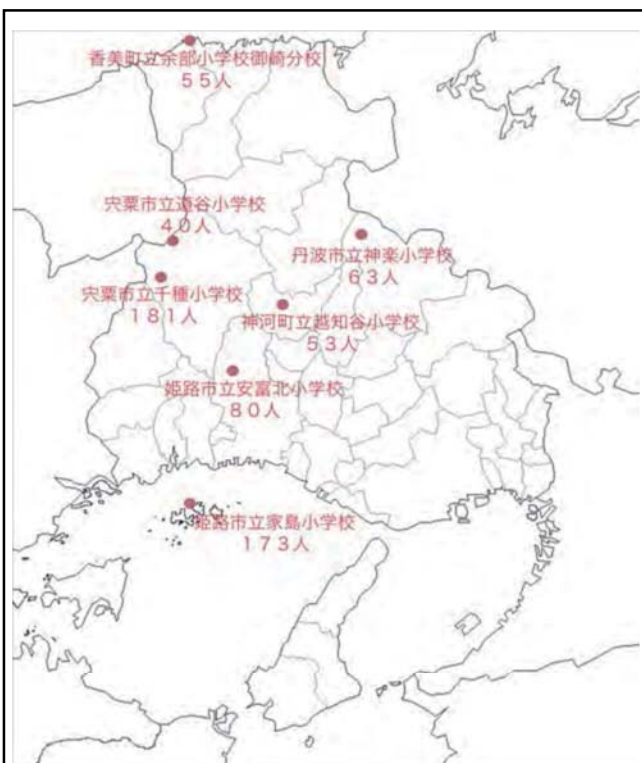 香美町立余部小学校御崎分校
55人
宍粟市立道谷小学校
40人
丹波市立神楽小学校
63人
宍粟市立千種小学校
181人
神河町立越知谷小学校
53人
姫路市立安富北小学校
80人
姫路市立家島小学校
173人